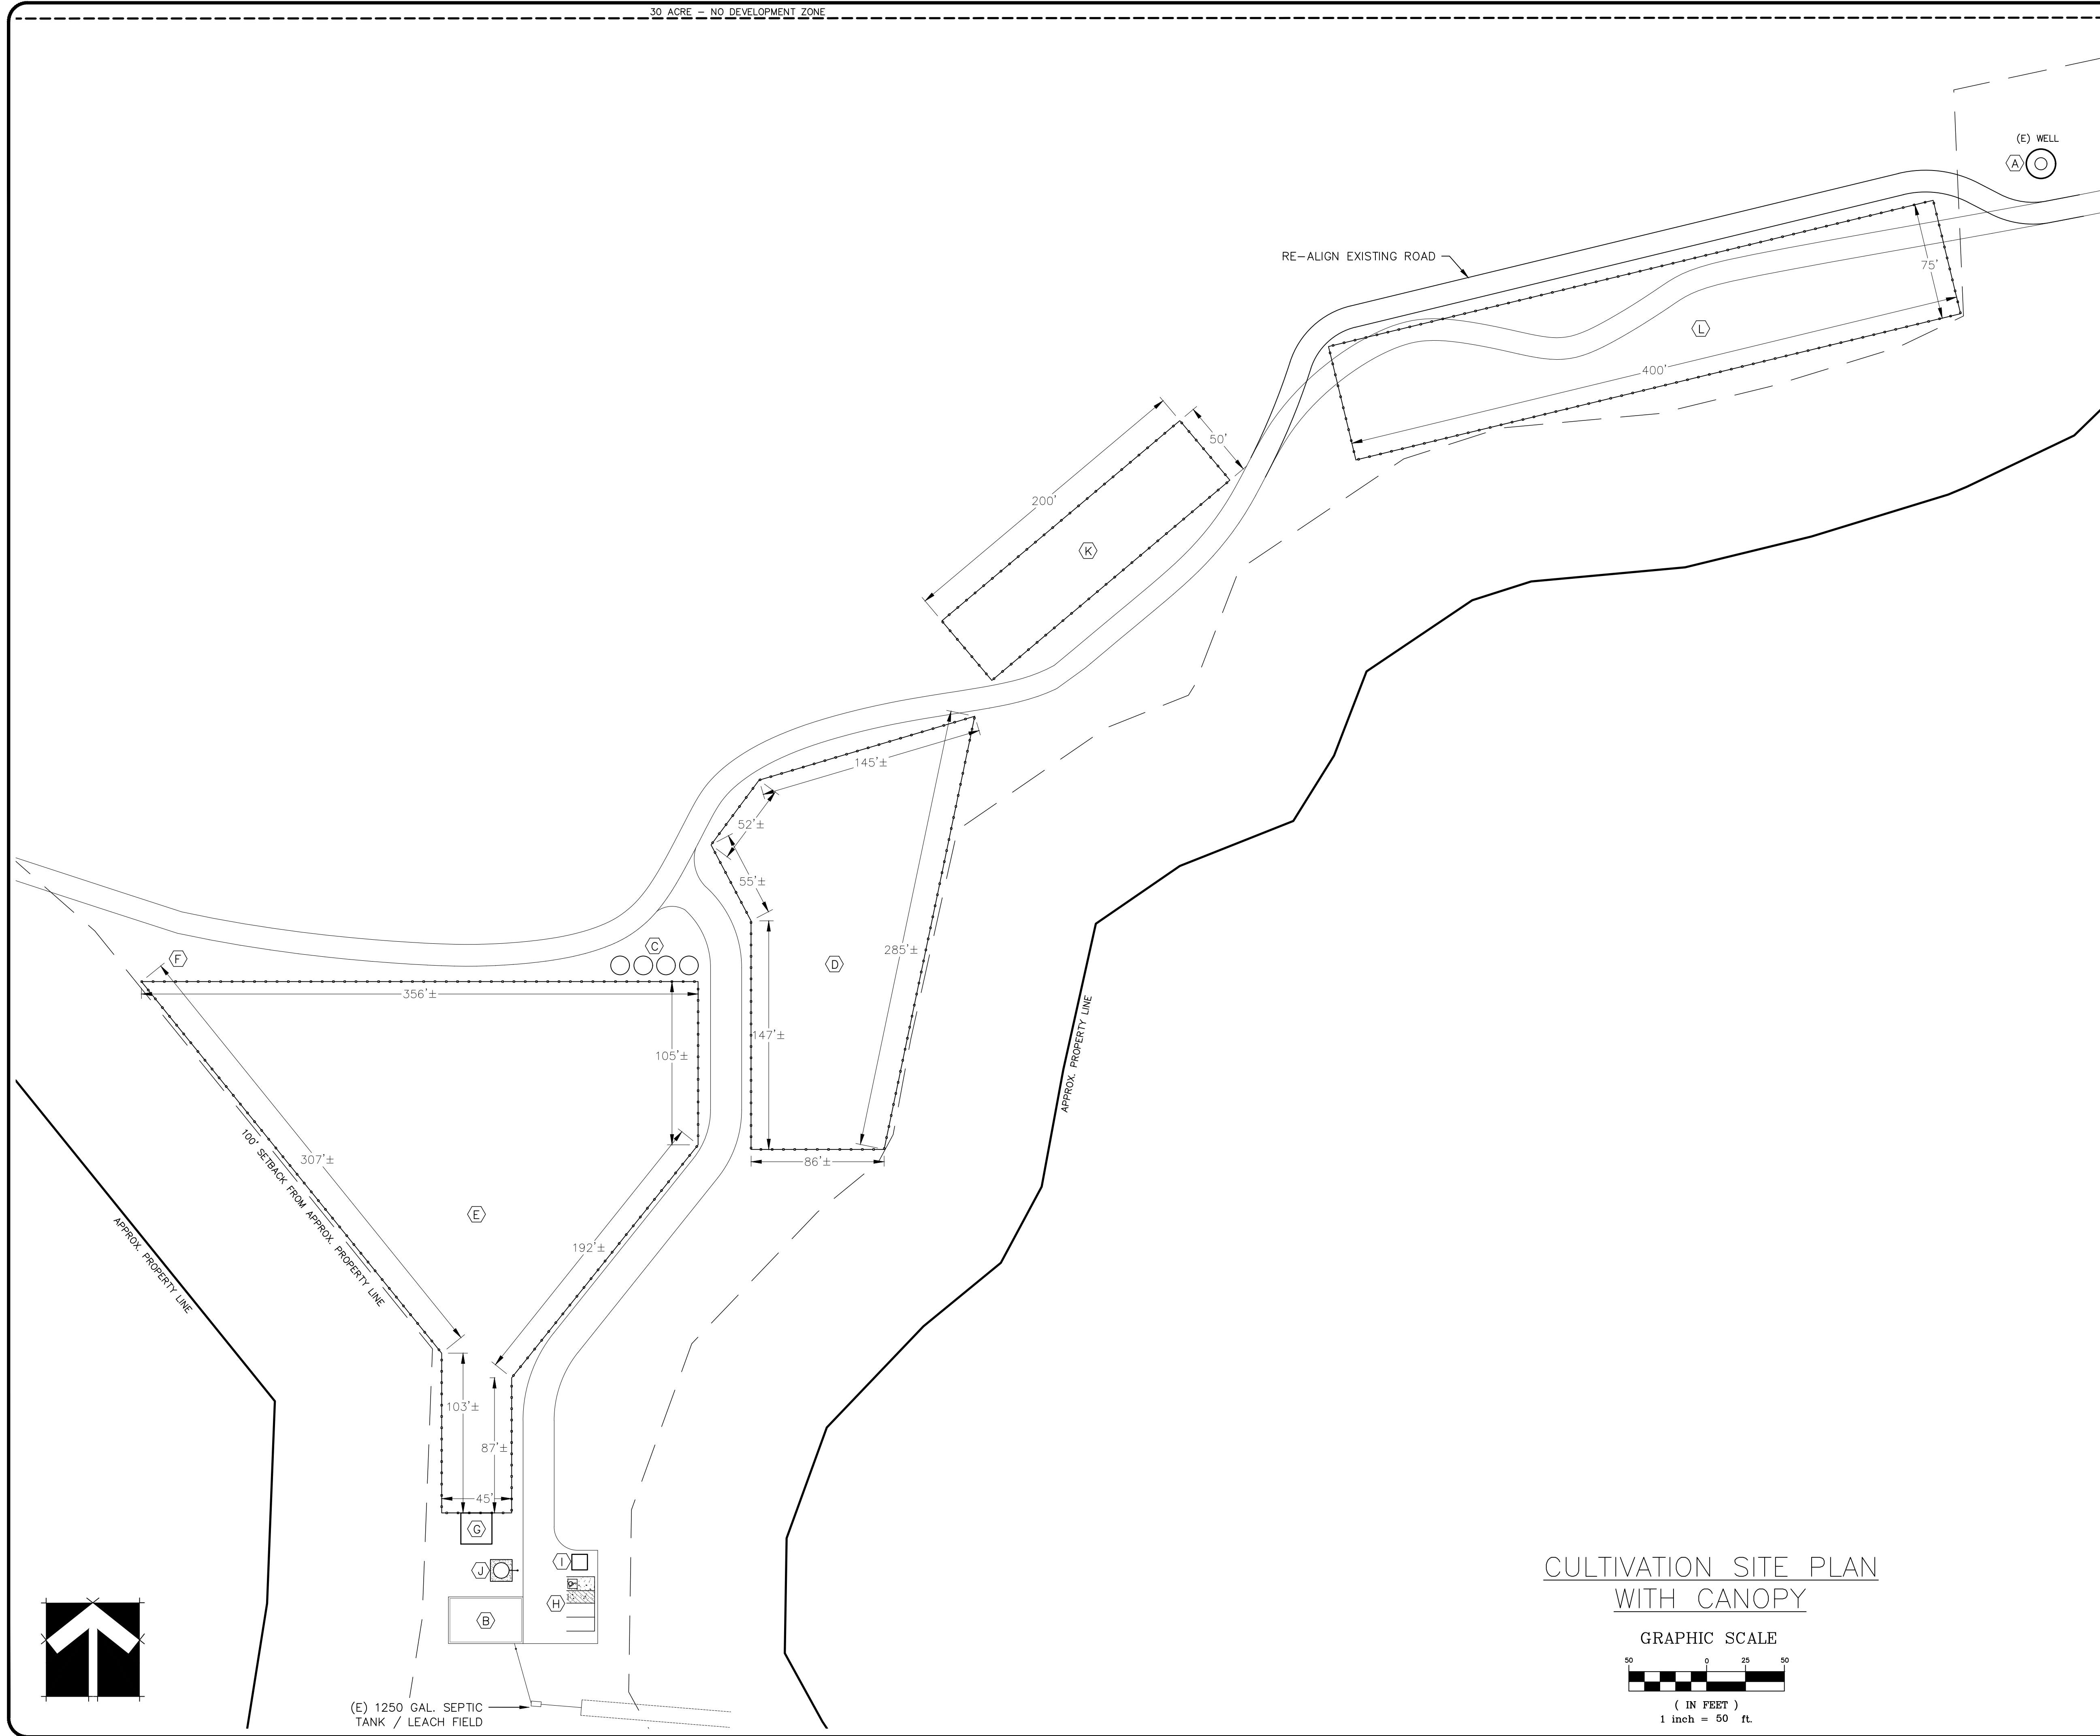 30 ACRE – NO DEVELOPMENT ZONE
(E) WELL
A
RE–ALIGN EXISTING ROAD
75'
L
400'
50'
200'
K
145'±
52'±
55'±
285'±
D
147'±
86'±
C
F
356'±
105'±
307'±
E
192'±
100' SETBACK FROM APPROX. PROPERTY LINE
APPROX. PROPERTY LINE
APPROX. PROPERTY LINE
103'±
87'±
45'
G
J
I
H
B
(E) 1250 GAL. SEPTIC
TANK / LEACH FIELD
CULTIVATION SITE PLAN
WITH CANOPY
GRAPHIC SCALE
50 0 25 50
( IN FEET )
1 inch = 50 ft.